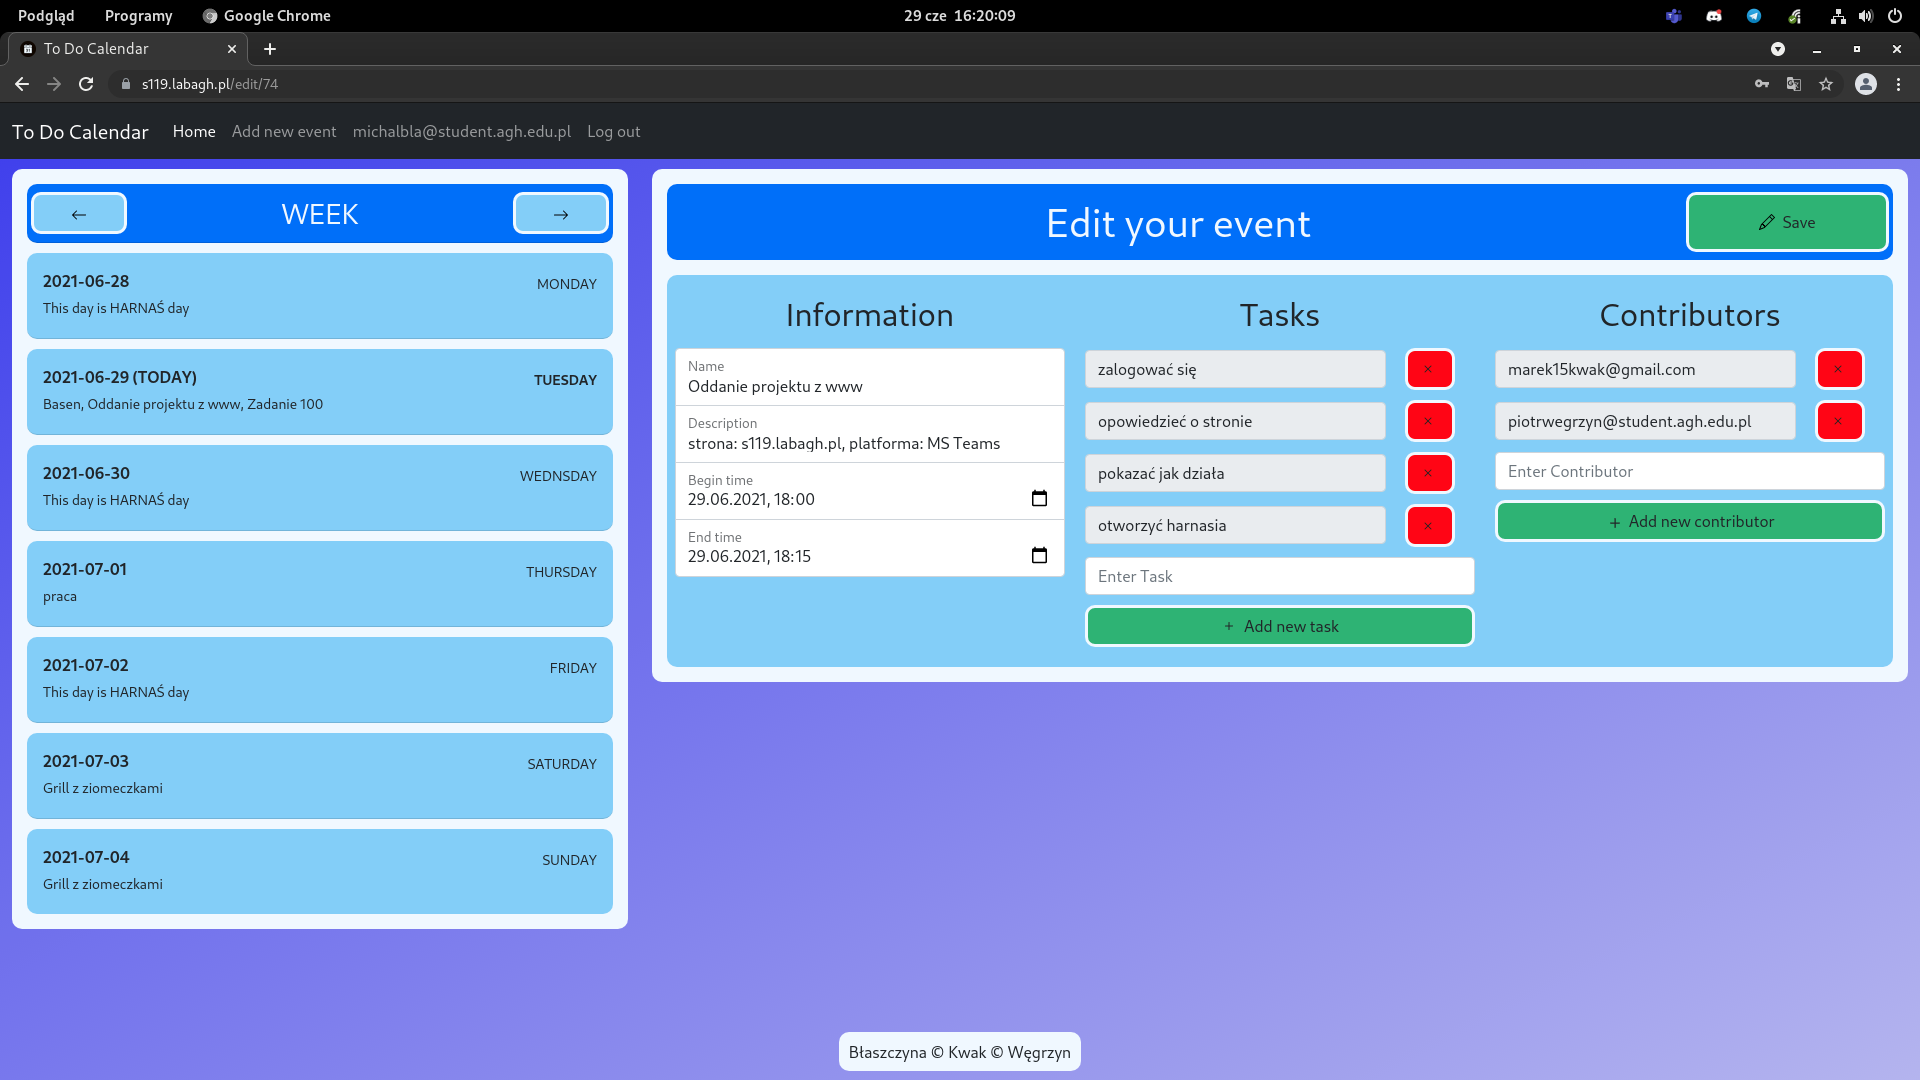 Podgląd Programy Google Chrome 29 cze 16:20:09
To Do Calendar
s119.labagh.pl/edit/74
To Do Calendar Home Add new event michalbla@student.agh.edu.pl Log out
← WEEK →
2021-06-28 MONDAY
This day is HARNAŚ day
2021-06-29 (TODAY) TUESDAY
Basen, Oddanie projektu z www, Zadanie 100
2021-06-30 WEDNSDAY
This day is HARNAŚ day
2021-07-01 THURSDAY
praca
2021-07-02 FRIDAY
This day is HARNAŚ day
2021-07-03 SATURDAY
Grill z ziomeczkami
2021-07-04 SUNDAY
Grill z ziomeczkami
Edit your event
Save
Information
Name
Oddanie projektu z www
Description
strona: s119.labagh.pl, platforma: MS Teams
Begin time
29.06.2021, 18:00
End time
29.06.2021, 18:15
Tasks
zalogować się ×
opowiedzieć o stronie ×
pokazać jak działa ×
otworzyć harnasia ×
Enter Task
+ Add new task
Contributors
marek15kwak@gmail.com ×
piotrwegrzyn@student.agh.edu.pl ×
Enter Contributor
+ Add new contributor
Błaszczyna © Kwak © Węgrzyn